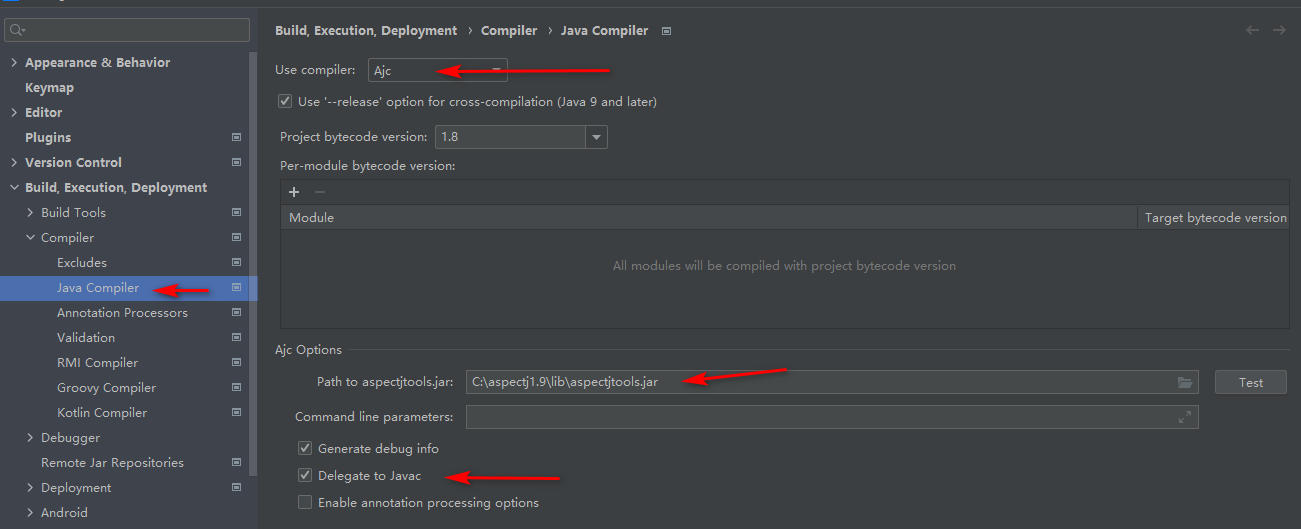 Build, Execution, Deployment › Compiler › Java Compiler
Appearance & Behavior
Keymap
Editor
Plugins
Version Control
Build, Execution, Deployment
Build Tools
Compiler
Excludes
Java Compiler
Annotation Processors
Validation
RMI Compiler
Groovy Compiler
Kotlin Compiler
Debugger
Remote Jar Repositories
Deployment
Android
Use compiler: Ajc
Use '--release' option for cross-compilation (Java 9 and later)
Project bytecode version: 1.8
Per-module bytecode version:
Module Target bytecode version
All modules will be compiled with project bytecode version
Ajc Options
Path to aspectjtools.jar: C:\aspectj1.9\lib\aspectjtools.jar Test
Command line parameters:
Generate debug info
Delegate to Javac
Enable annotation processing options